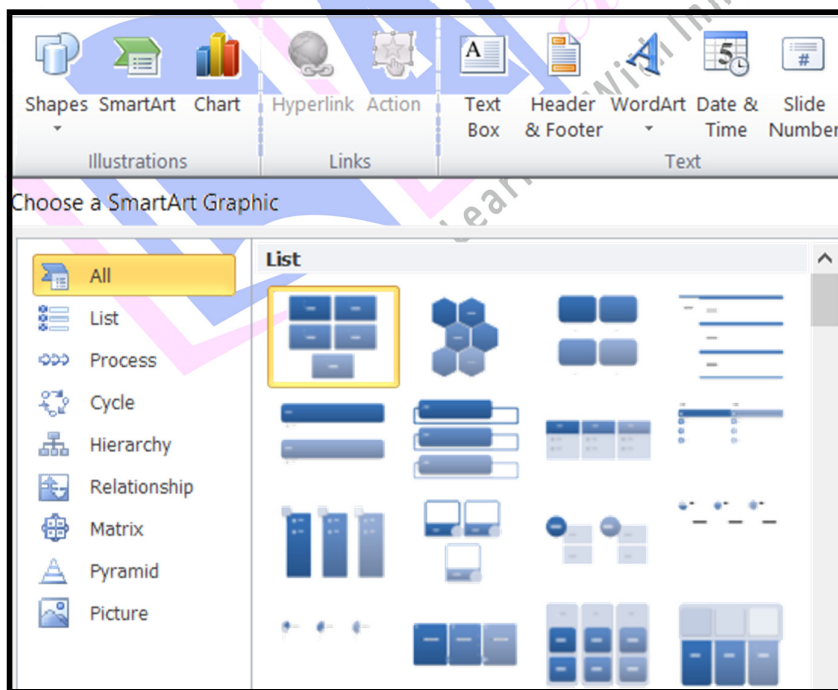 Shapes SmartArt Chart Hyperlink Action Text Box Header & Footer WordArt Date & Time Slide Number
Illustrations Links Text
Choose a SmartArt Graphic
All
List
Process
Cycle
Hierarchy
Relationship
Matrix
Pyramid
Picture
List
With